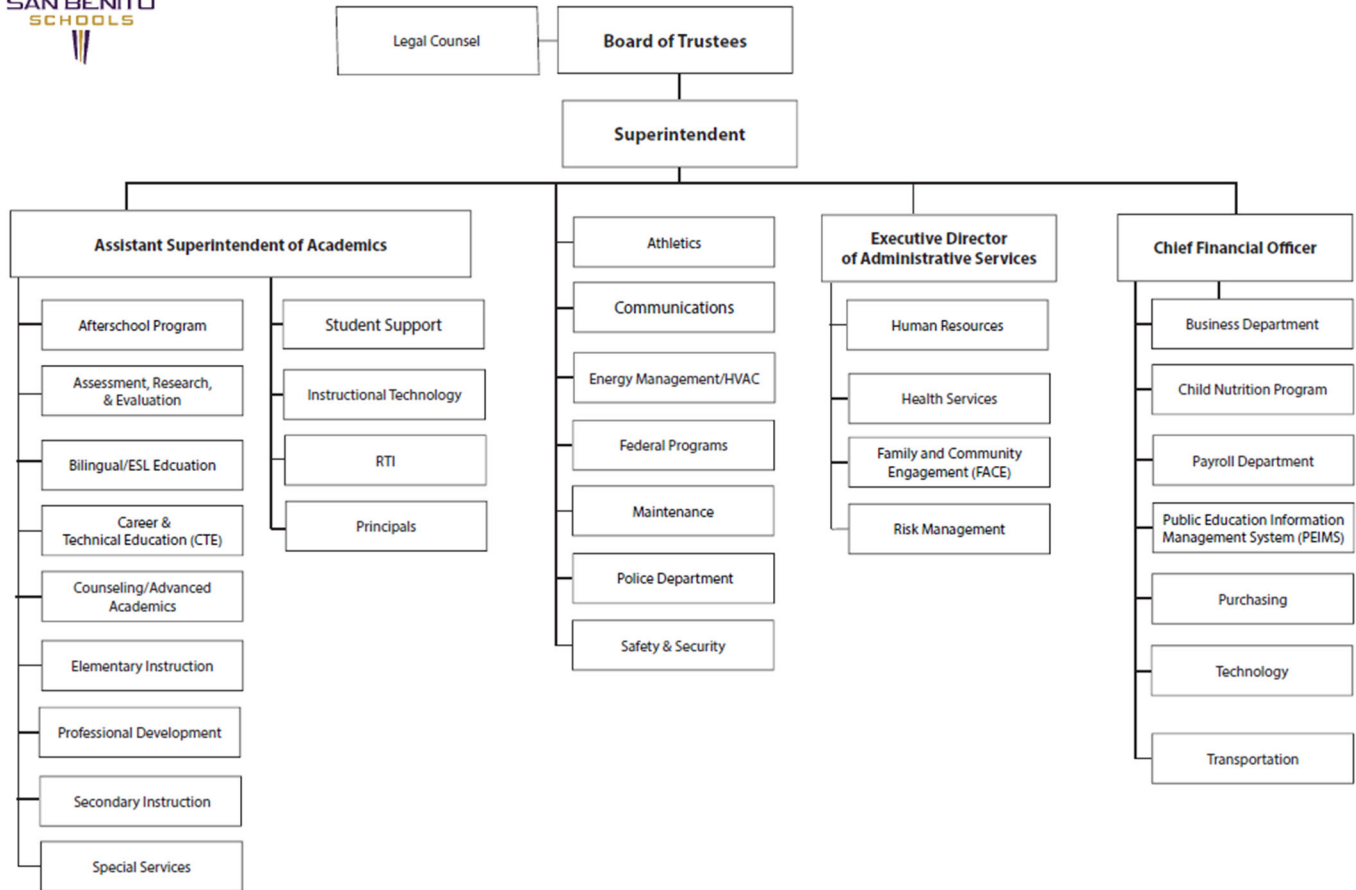 SAN BENITO
SCHOOLS
Legal Counsel
Board of Trustees
Superintendent
Assistant Superintendent of Academics
Afterschool Program
Assessment, Research,
& Evaluation
Bilingual/ESL Edcuation
Career &
Technical Education (CTE)
Counseling/Advanced
Academics
Elementary Instruction
Professional Development
Secondary Instruction
Special Services
Student Support
Instructional Technology
RTI
Principals
Athletics
Communications
Energy Management/HVAC
Federal Programs
Maintenance
Police Department
Safety & Security
Executive Director
of Administrative Services
Human Resources
Health Services
Family and Community
Engagement (FACE)
Risk Management
Chief Financial Officer
Business Department
Child Nutrition Program
Payroll Department
Public Education Information
Management System (PEIMS)
Purchasing
Technology
Transportation